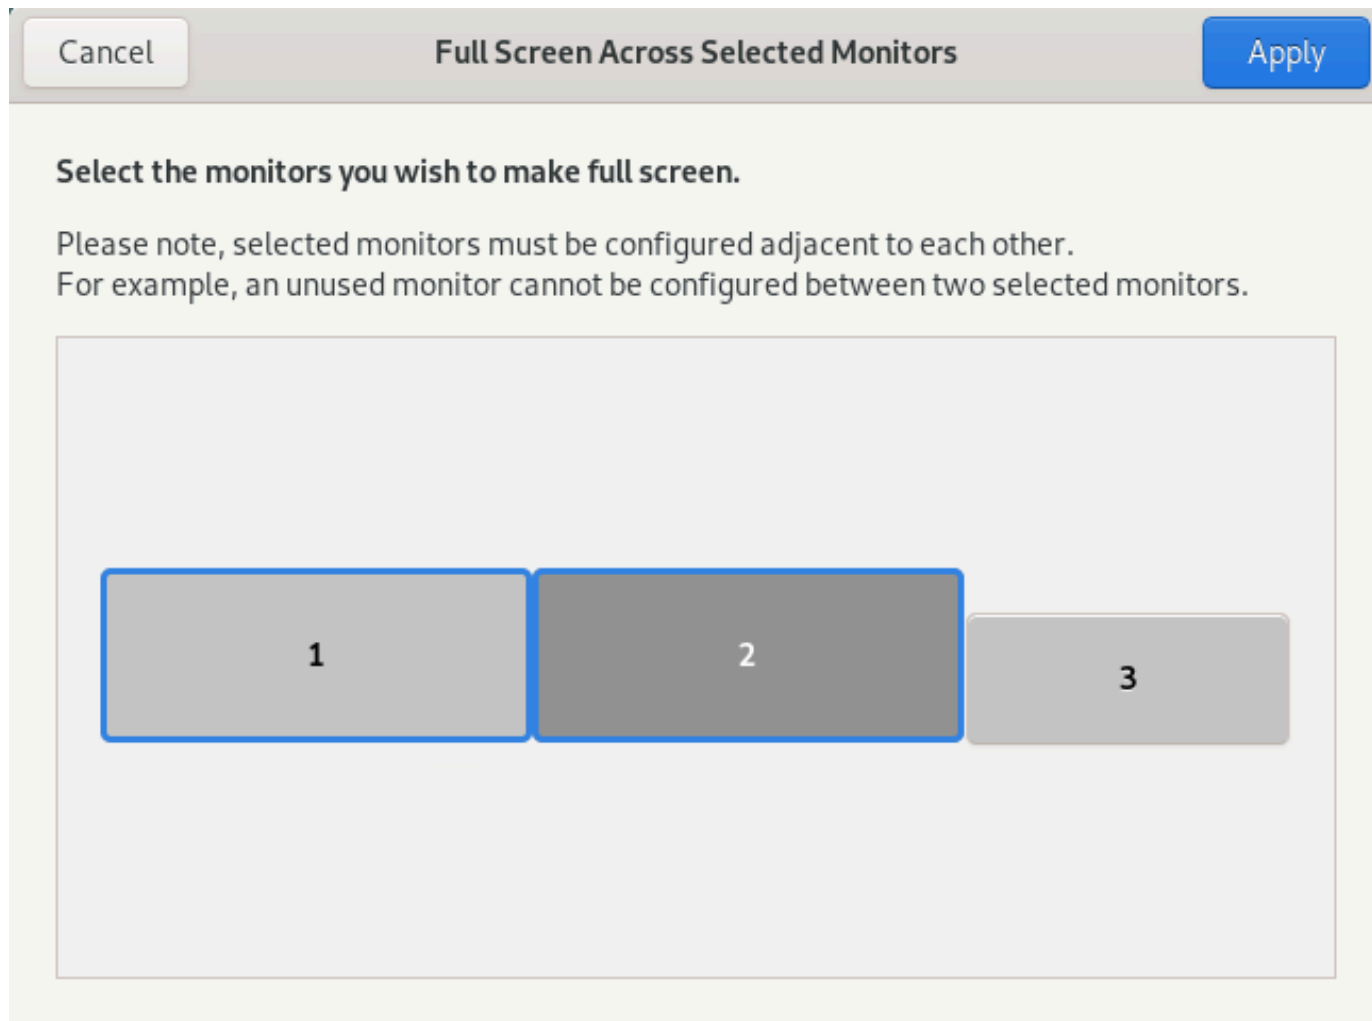 Cancel
Full Screen Across Selected Monitors
Apply
Select the monitors you wish to make full screen.
Please note, selected monitors must be configured adjacent to each other.
For example, an unused monitor cannot be configured between two selected monitors.
1
2
3